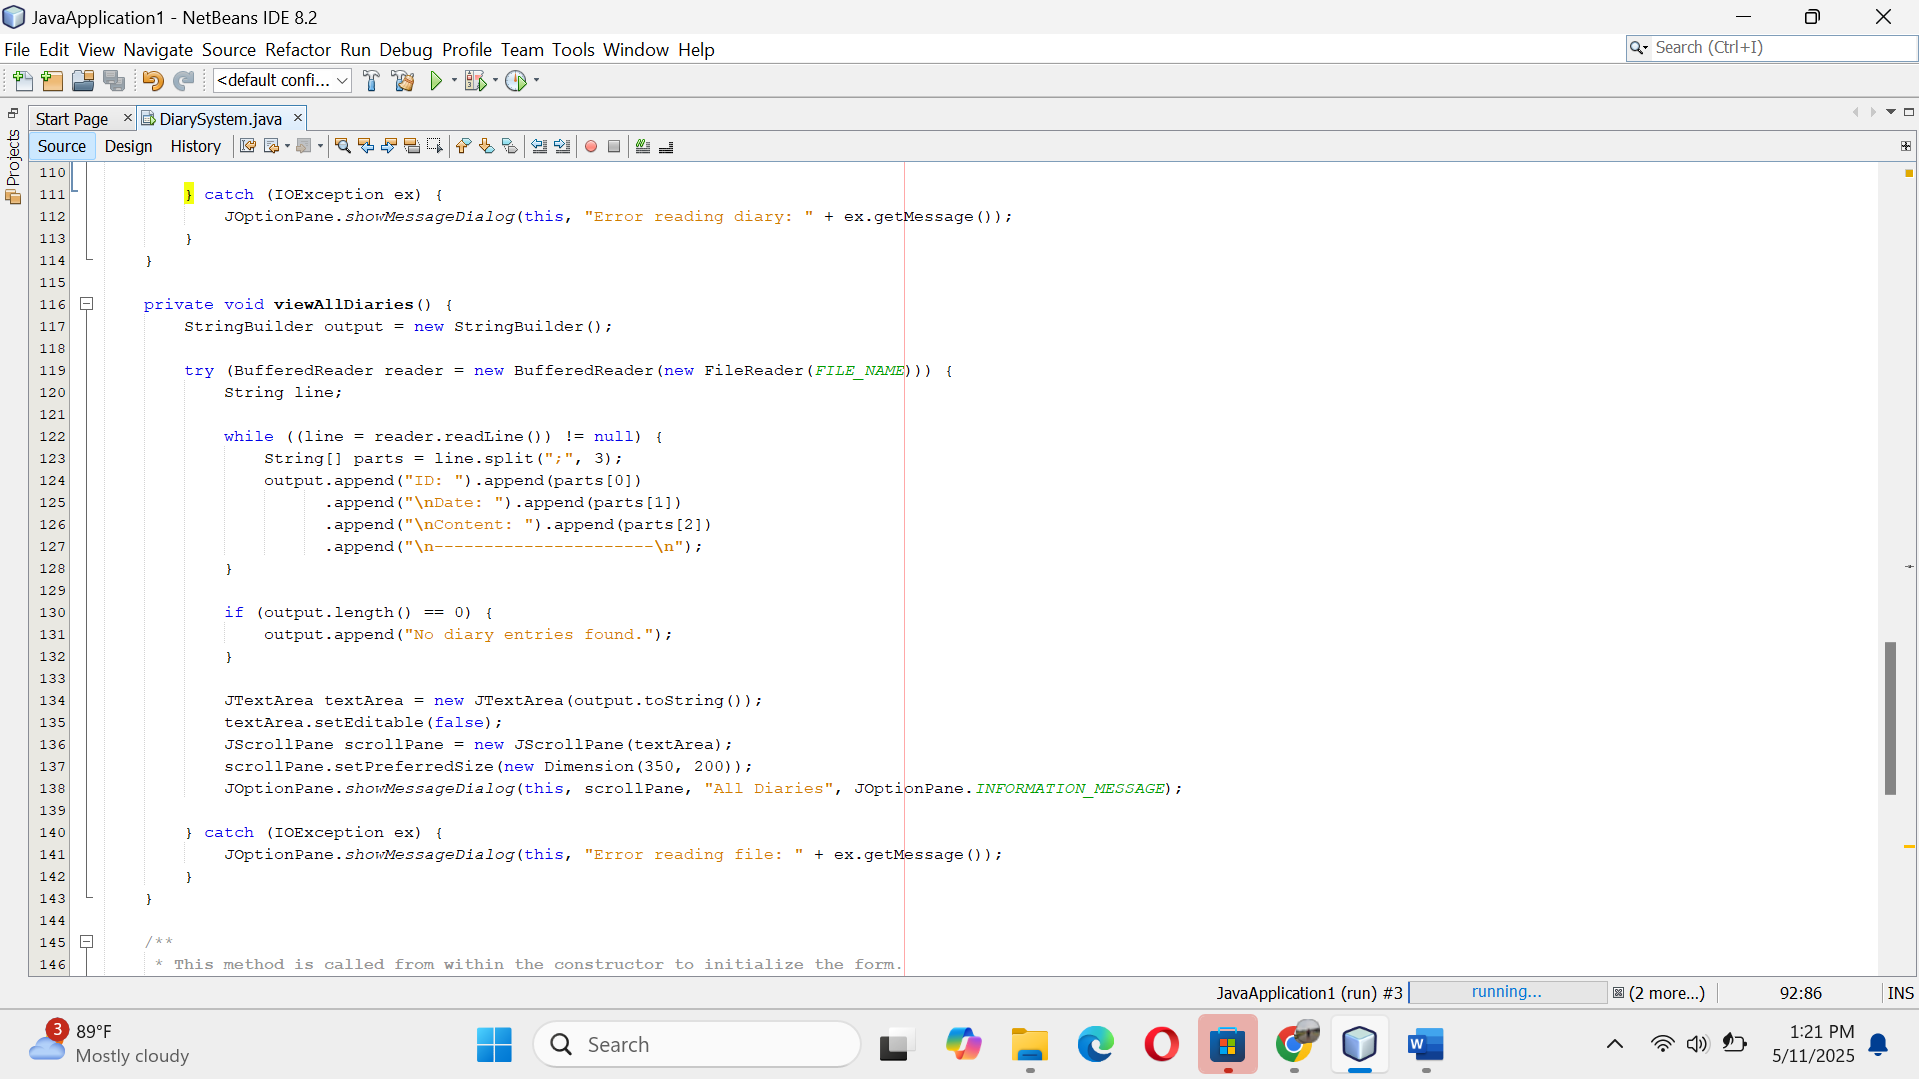 JavaApplication1 - NetBeans IDE 8.2
File Edit View Navigate Source Refactor Run Debug Profile Team Tools Window Help
Search (Ctrl+I)
<default confi...
Projects
Start Page
DiarySystem.java
Source Design History
110
111 } catch (IOException ex) {
112 JOptionPane.showMessageDialog(this, "Error reading diary: " + ex.getMessage());
113 }
114 }
115
116 private void viewAllDiaries() {
117 StringBuilder output = new StringBuilder();
118
119 try (BufferedReader reader = new BufferedReader(new FileReader(FILE_NAME))) {
120 String line;
121
122 while ((line = reader.readLine()) != null) {
123 String[] parts = line.split(";", 3);
124 output.append("ID: ").append(parts[0])
125 .append("\nDate: ").append(parts[1])
126 .append("\nContent: ").append(parts[2])
127 .append("\n----------------------\n");
128 }
129
130 if (output.length() == 0) {
131 output.append("No diary entries found.");
132 }
133
134 JTextArea textArea = new JTextArea(output.toString());
135 textArea.setEditable(false);
136 JScrollPane scrollPane = new JScrollPane(textArea);
137 scrollPane.setPreferredSize(new Dimension(350, 200));
138 JOptionPane.showMessageDialog(this, scrollPane, "All Diaries", JOptionPane.INFORMATION_MESSAGE);
139
140 } catch (IOException ex) {
141 JOptionPane.showMessageDialog(this, "Error reading file: " + ex.getMessage());
142 }
143 }
144
145 /**
146 * This method is called from within the constructor to initialize the form.
JavaApplication1 (run) #3 running... (2 more...) 92:86 INS
3
89°F
Mostly cloudy
Search
W
1:21 PM
5/11/2025